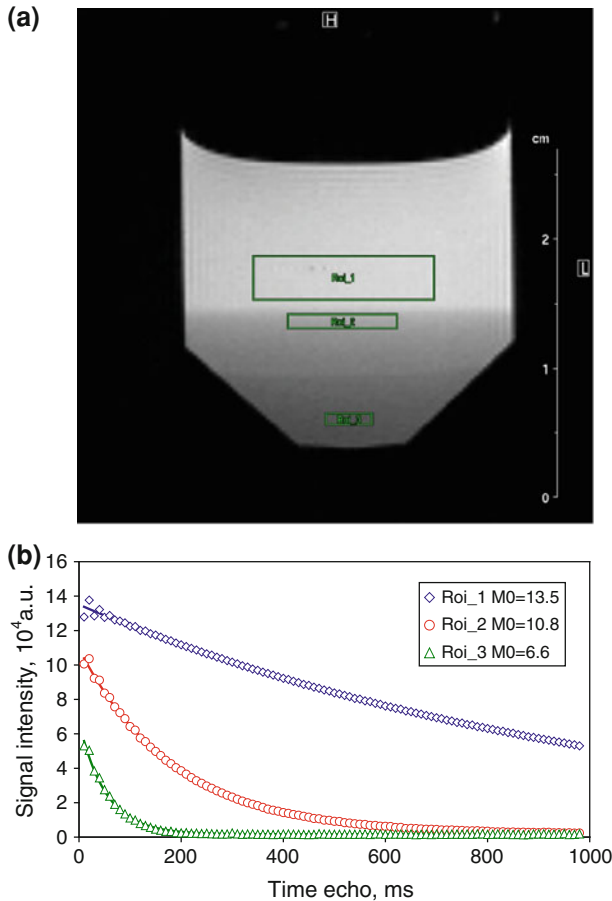 (a)
H
cm
2
L
Roi_1
Roi_2
1
0
(b)
16
14
12
10
8
6
4
2
0
Signal intensity, 10⁴a.u.
Roi_1 M0=13.5
Roi_2 M0=10.8
Roi_3 M0=6.6
0 200 400 600 800 1000
Time echo, ms